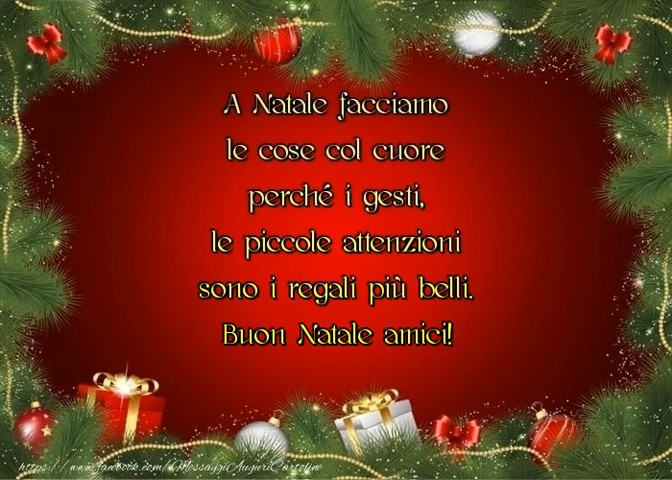 A Natale facciamo
le cose col cuore
perché i gesti,
le piccole attenzioni
sono i regali più belli.
Buon Natale amici!
https://www.facebook.com/MessaggiAuguriCartoline